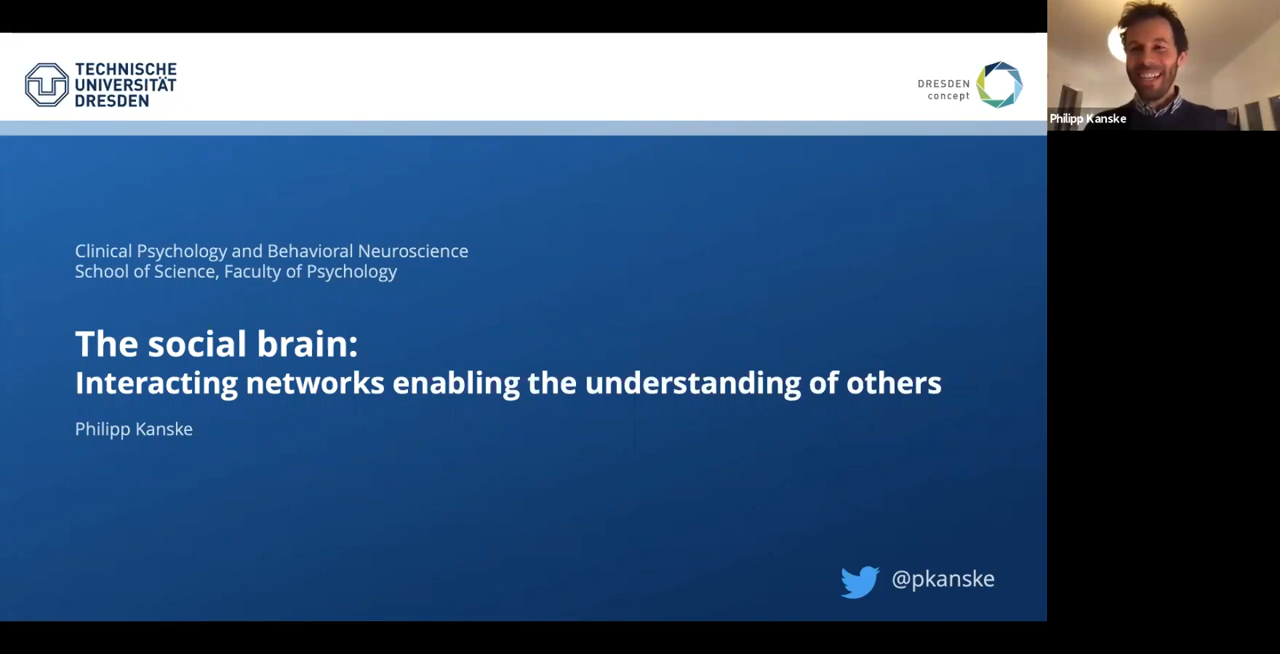 TECHNISCHE
UNIVERSITÄT
DRESDEN
DRESDEN
concept
Philipp Kanske
Clinical Psychology and Behavioral Neuroscience
School of Science, Faculty of Psychology
The social brain:
Interacting networks enabling the understanding of others
Philipp Kanske
@pkanske